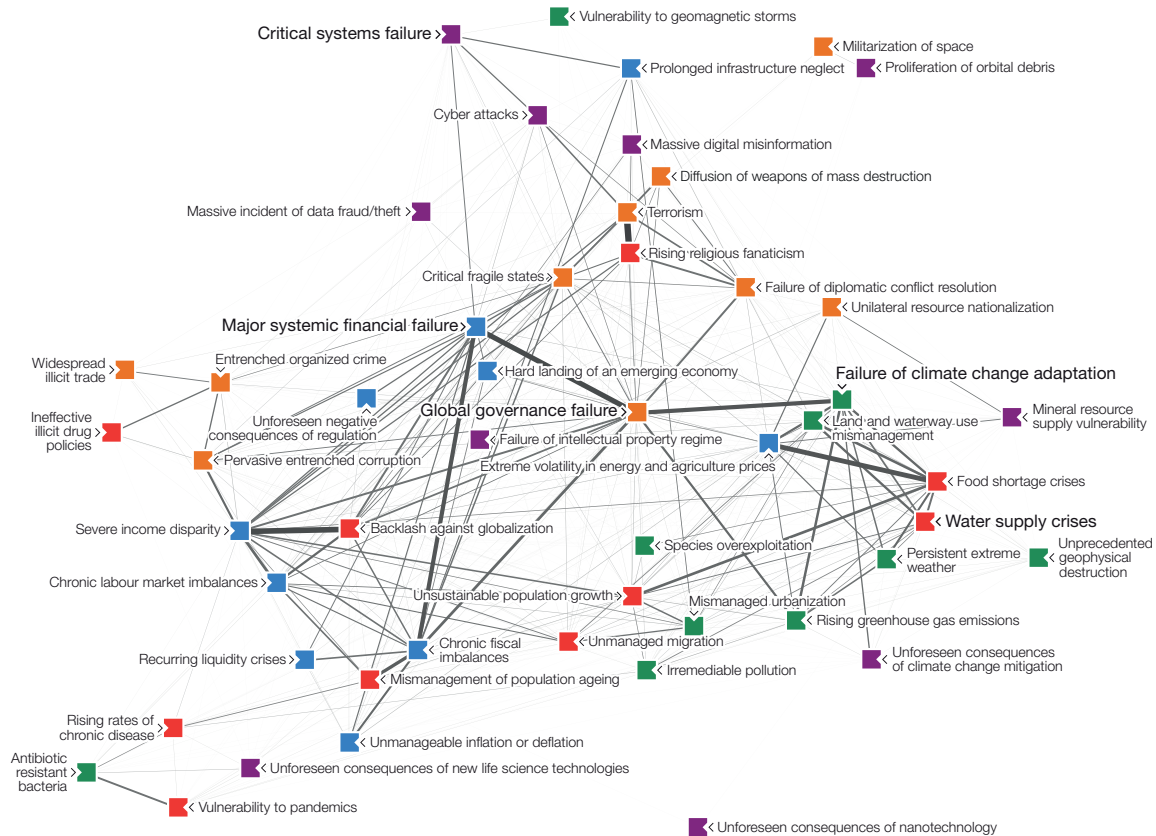 Vulnerability to geomagnetic storms
Critical systems failure
Militarization of space
Prolonged infrastructure neglect
Proliferation of orbital debris
Cyber attacks
Massive digital misinformation
Diffusion of weapons of mass destruction
Massive incident of data fraud/theft
Terrorism
Rising religious fanaticism
Critical fragile states
Failure of diplomatic conflict resolution
Unilateral resource nationalization
Major systemic financial failure
Widespread
illicit trade
Entrenched organized crime
Hard landing of an emerging economy
Failure of climate change adaptation
Ineffective
illicit drug
policies
Unforeseen negative
consequences of regulation
Global governance failure
Land and waterway use
mismanagement
Mineral resource
supply vulnerability
Failure of intellectual property regime
Pervasive entrenched corruption
Extreme volatility in energy and agriculture prices
Food shortage crises
Severe income disparity
Backlash against globalization
Water supply crises
Species overexploitation
Persistent extreme
weather
Unprecedented
geophysical
destruction
Chronic labour market imbalances
Unsustainable population growth
Mismanaged urbanization
Rising greenhouse gas emissions
Unmanaged migration
Chronic fiscal
imbalances
Recurring liquidity crises
Unforeseen consequences
of climate change mitigation
Irremediable pollution
Mismanagement of population ageing
Rising rates of
chronic disease
Unmanageable inflation or deflation
Antibiotic
resistant
bacteria
Unforeseen consequences of new life science technologies
Vulnerability to pandemics
Unforeseen consequences of nanotechnology